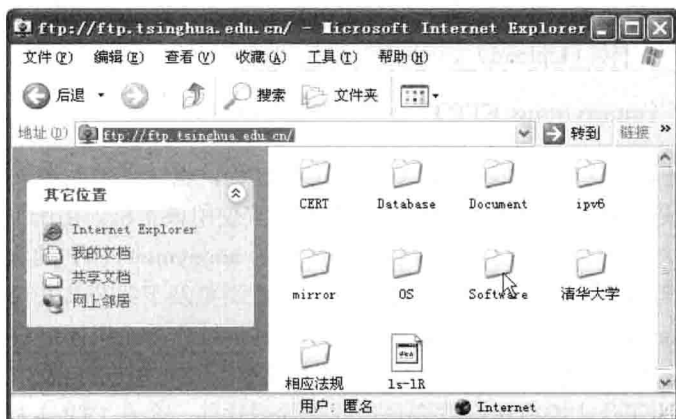 ftp://ftp.tsinghua.edu.cn/ - Microsoft Internet Explorer
文件(F) 编辑(E) 查看(V) 收藏(A) 工具(T) 帮助(H)
后退 搜索 文件夹
地址(D) ftp://ftp.tsinghua.edu.cn/ 转到 链接 »
其它位置
Internet Explorer
我的文档
共享文档
网上邻居
CERT Database Document ipv6
mirror OS Software 清华大学
相应法规 ls-lR
用户: 匿名 Internet